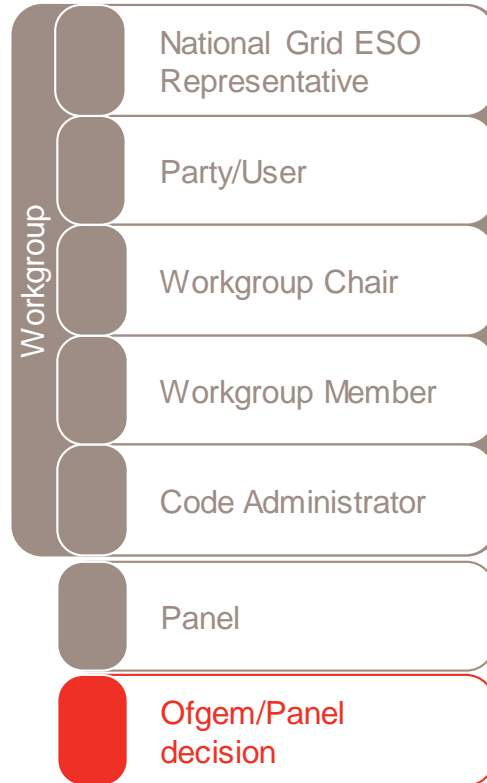 Workgroup
National Grid ESO
Representative
Party/User
Workgroup Chair
Workgroup Member
Code Administrator
Panel
Ofgem/Panel
decision